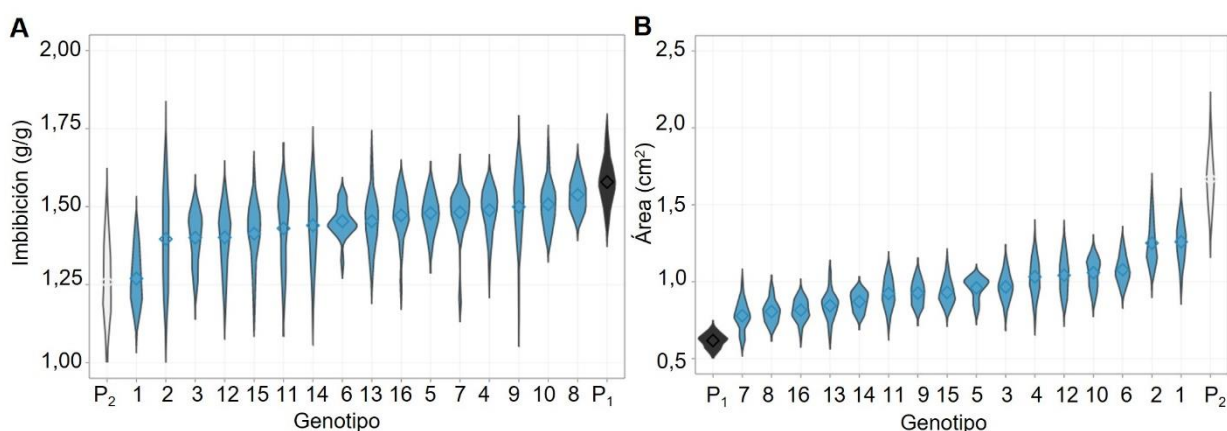 A
Imbibición (g/g)
2,00
1,75
1,50
1,25
1,00
P₂ 1 2 3 12 15 11 14 6 13 16 5 7 4 9 10 8 P₁
Genotipo
B
Área (cm²)
2,5
2,0
1,5
1,0
0,5
P₁ 7 8 16 13 14 11 9 15 5 3 4 12 10 6 2 1 P₂
Genotipo